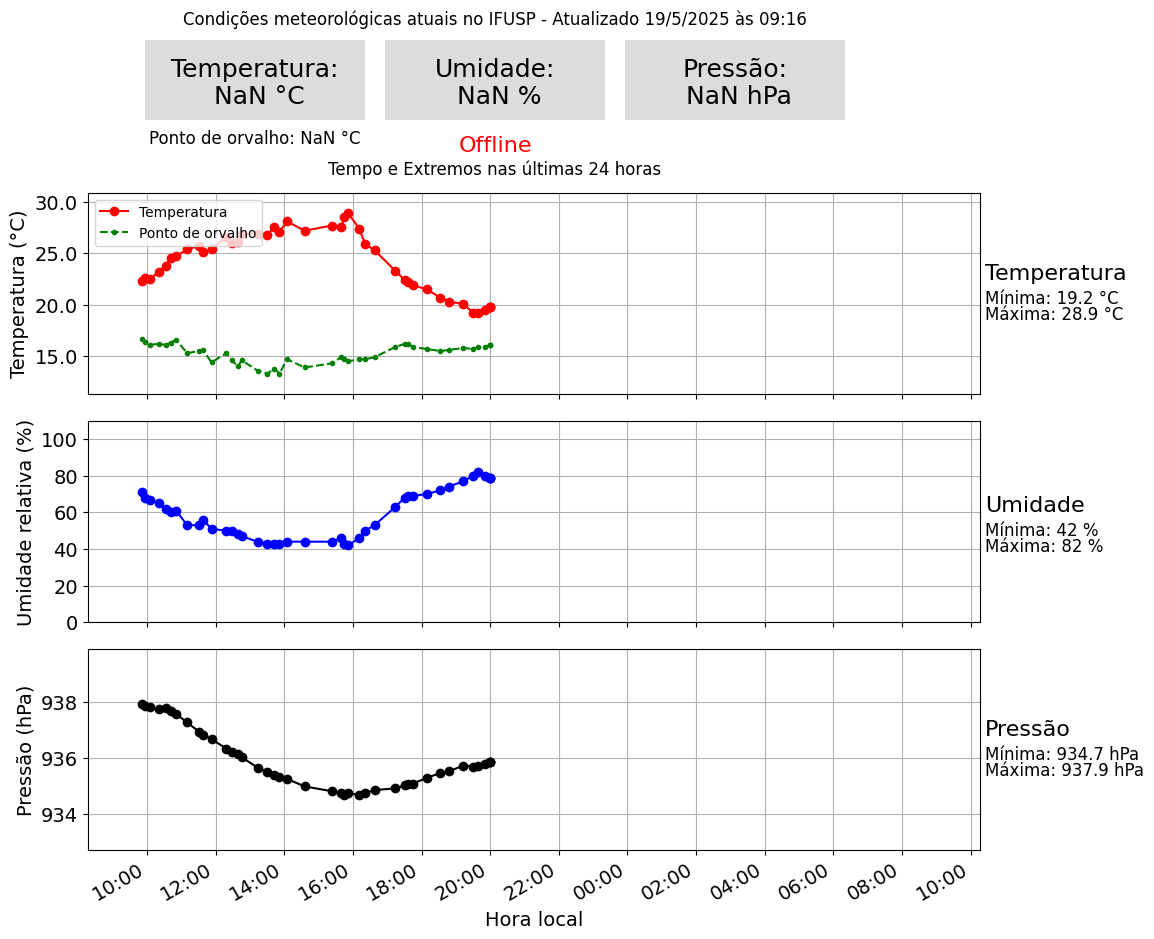 Condições meteorológicas atuais no IFUSP - Atualizado 19/5/2025 às 09:16
Temperatura:
NaN °C
Umidade:
NaN %
Pressão:
NaN hPa
Ponto de orvalho: NaN °C
Offline
Tempo e Extremos nas últimas 24 horas
Temperatura (°C)
30.0
25.0
20.0
15.0
Temperatura
Ponto de orvalho
Temperatura
Mínima: 19.2 °C
Máxima: 28.9 °C
Umidade relativa (%)
100
80
60
40
20
0
Umidade
Mínima: 42 %
Máxima: 82 %
Pressão (hPa)
938
936
934
Pressão
Mínima: 934.7 hPa
Máxima: 937.9 hPa
10:00 12:00 14:00 16:00 18:00 20:00 22:00 00:00 02:00 04:00 06:00 08:00 10:00
Hora local